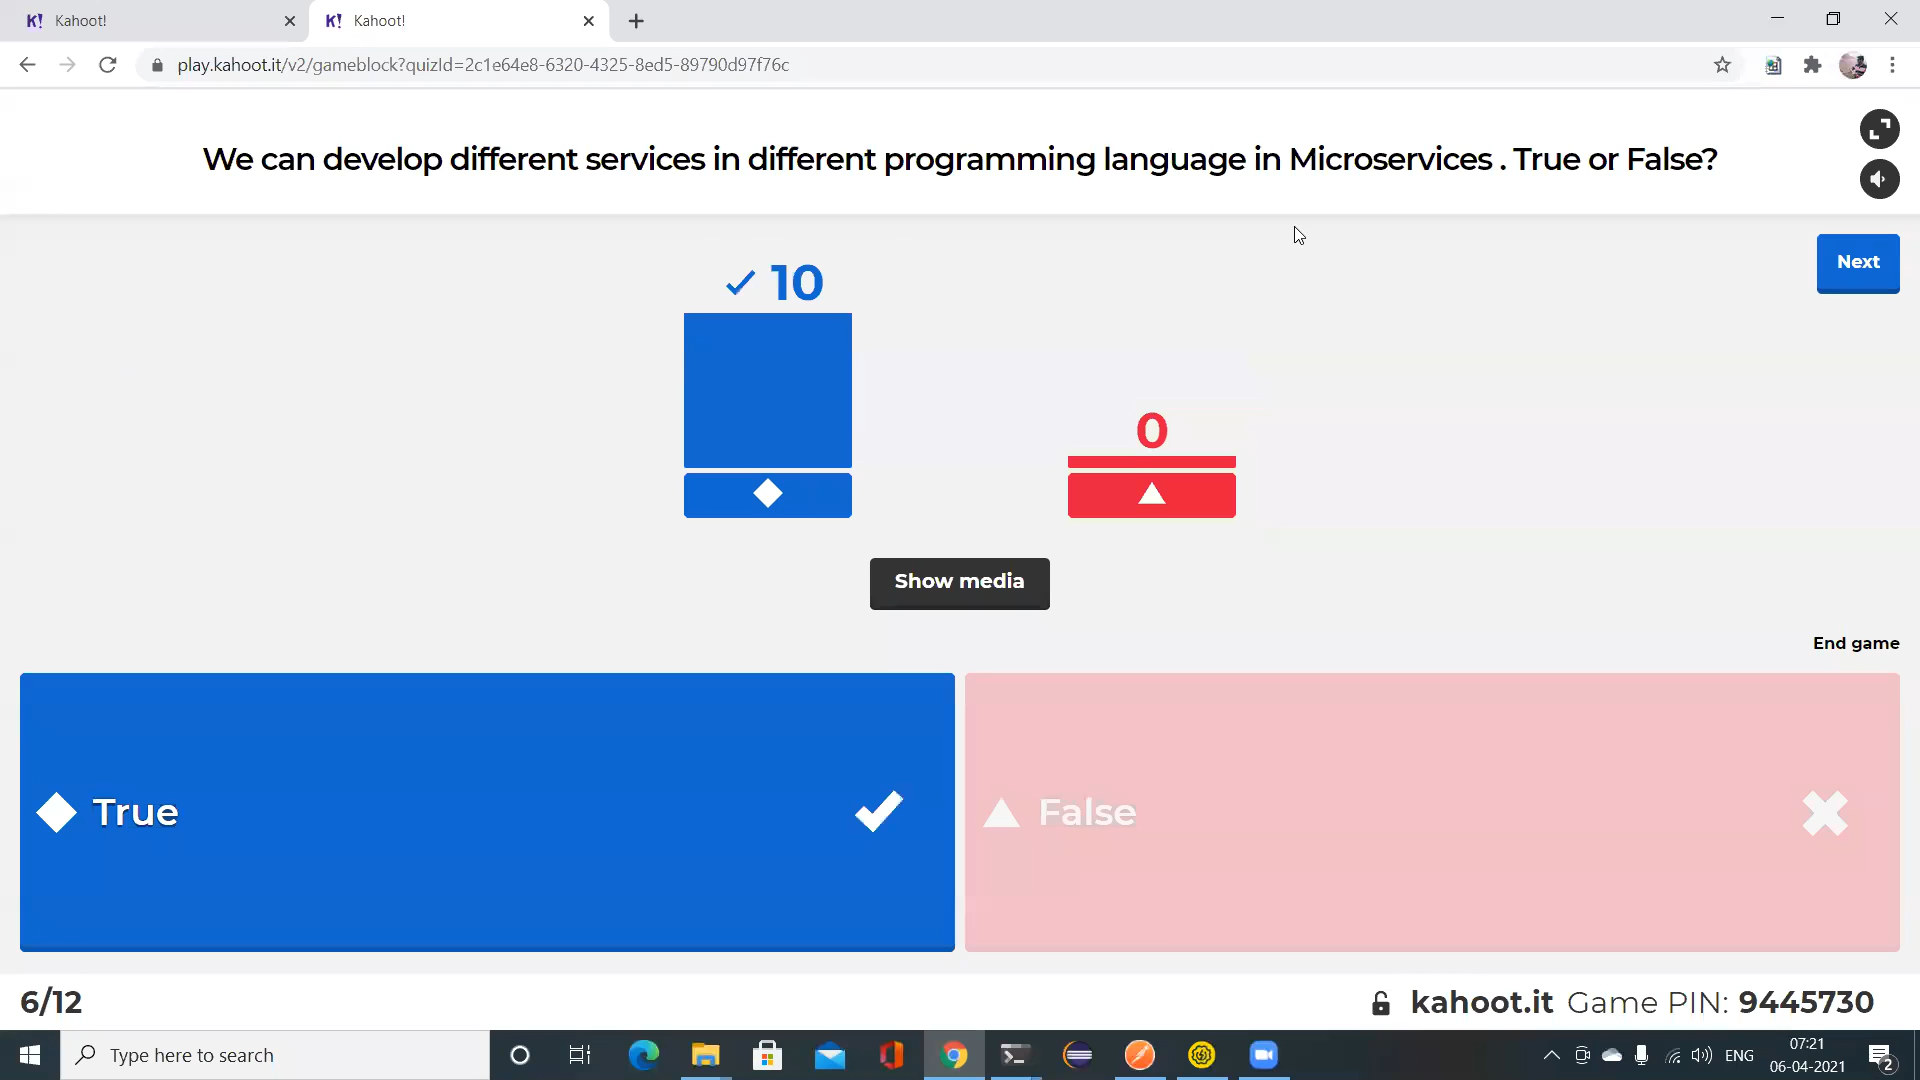 K! Kahoot!
K! Kahoot!
play.kahoot.it/v2/gameblock?quizId=2c1e64e8-6320-4325-8ed5-89790d97f76c
We can develop different services in different programming language in Microservices . True or False?
Next
10
0
Show media
End game
True
False
6/12
kahoot.it Game PIN: 9445730
Type here to search
ENG
07:21
06-04-2021
2